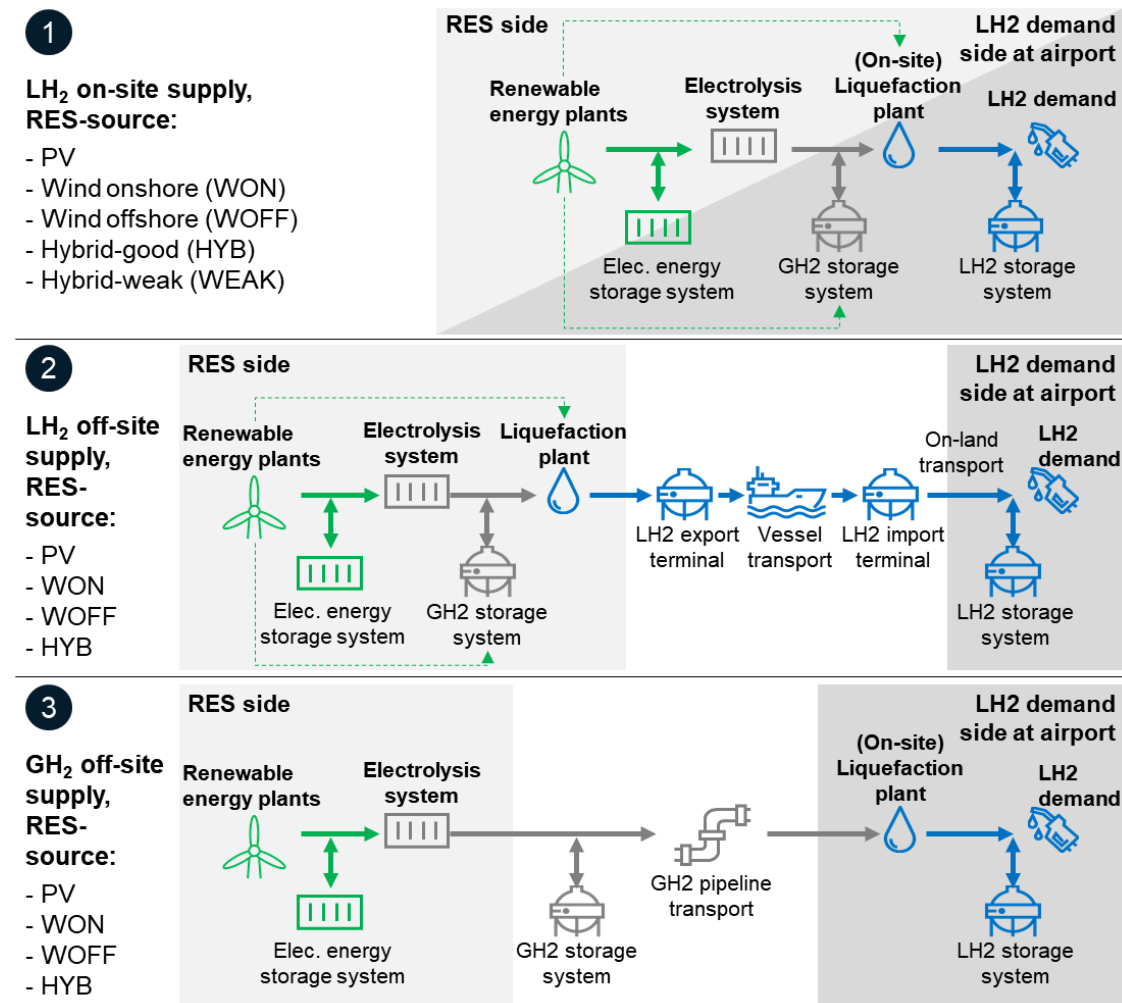 1
LH₂ on-site supply,
RES-source:
- PV
- Wind onshore (WON)
- Wind offshore (WOFF)
- Hybrid-good (HYB)
- Hybrid-weak (WEAK)
RES side
LH2 demand
side at airport
Renewable
energy plants
Electrolysis
system
(On-site)
Liquefaction
plant
LH2 demand
Elec. energy
storage system
GH2 storage
system
LH2 storage
system
2
LH₂ off-site
supply,
RES-
source:
- PV
- WON
- WOFF
- HYB
RES side
LH2 demand
side at airport
Renewable
energy plants
Electrolysis
system
Liquefaction
plant
On-land
transport
LH2
demand
Elec. energy
storage system
GH2 storage
system
LH2 export
terminal
Vessel
transport
LH2 import
terminal
LH2 storage
system
3
GH₂ off-site
supply,
RES-
source:
- PV
- WON
- WOFF
- HYB
RES side
LH2 demand
side at airport
Renewable
energy plants
Electrolysis
system
(On-site)
Liquefaction
plant
LH2
demand
Elec. energy
storage system
GH2 storage
system
GH2 pipeline
transport
LH2 storage
system